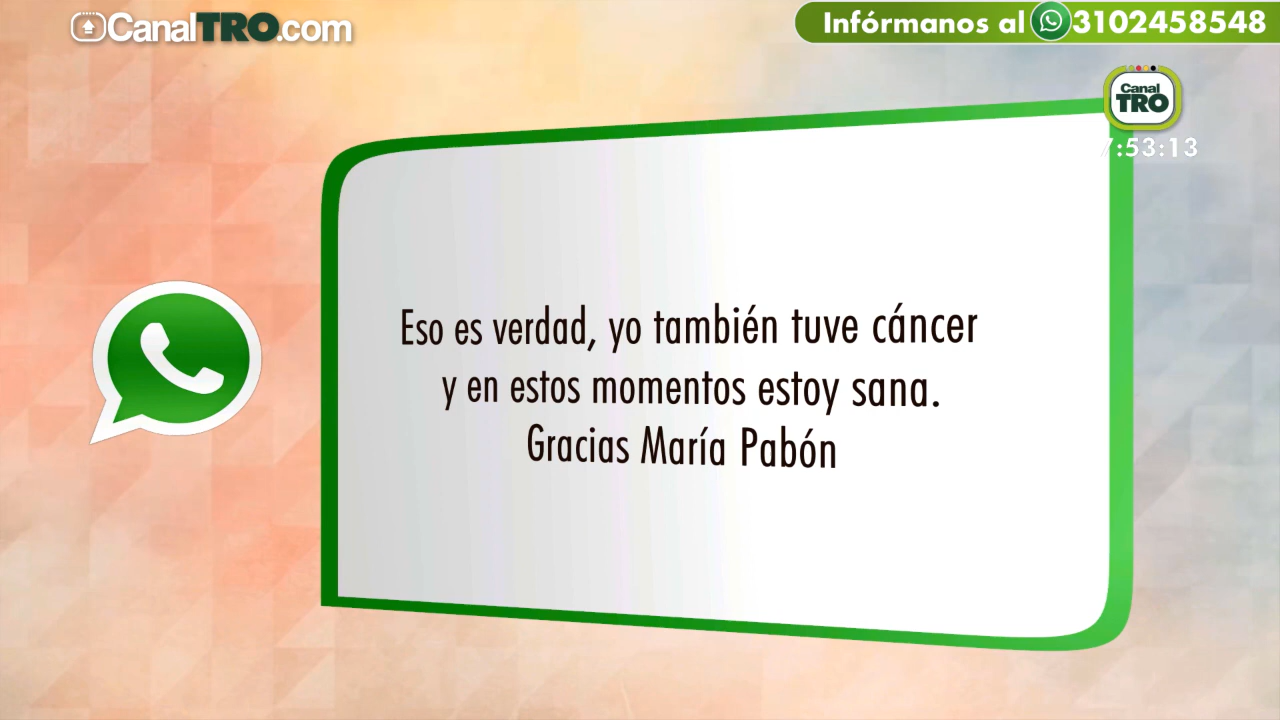 CanalTRO.com
Infórmanos al 3102458548
Canal
TRO
7:53:13
Eso es verdad, yo también tuve cáncer
y en estos momentos estoy sana.
Gracias María Pabón